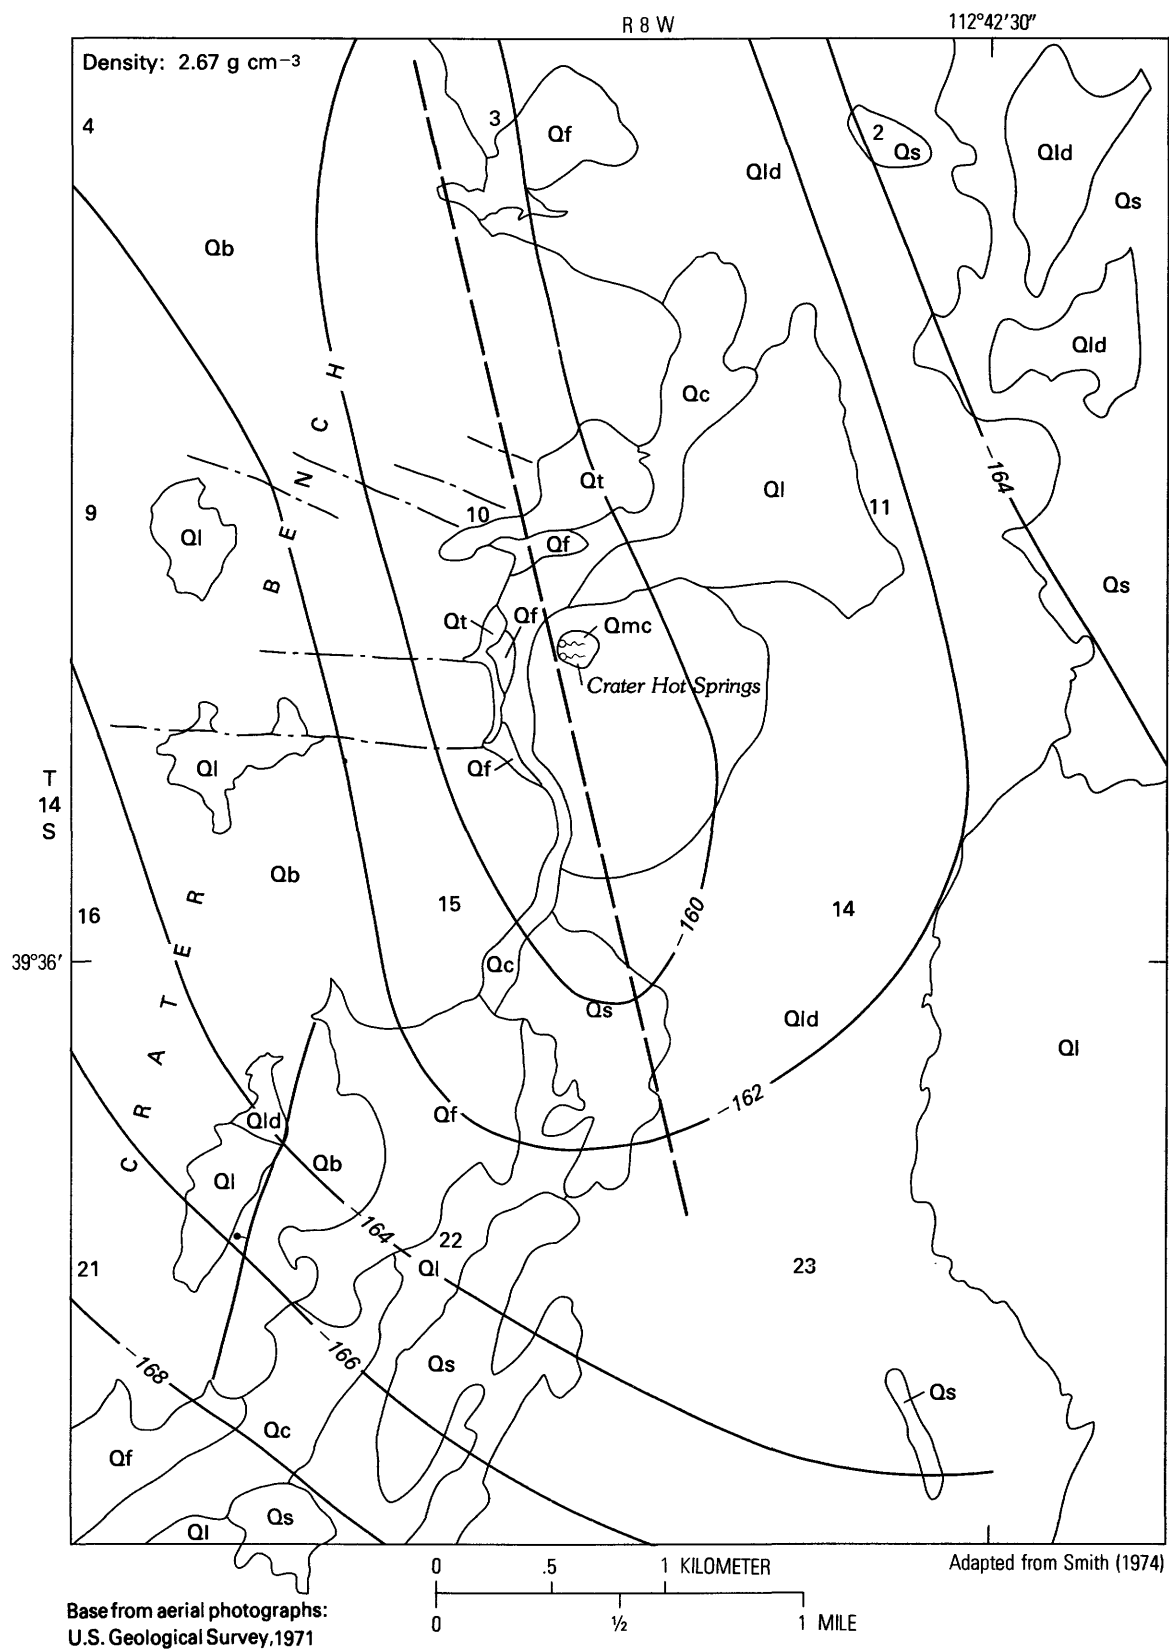 R 8 W
112°42'30"
Density: 2.67 g cm−3
4
3
Qf
2
Qs
Qld
Qld
Qs
Qb
Qld
C R A T E R   B E N C H
Qc
-164
Qt
Ql
11
9
Ql
10
Qf
Qs
Qt
Qf
Qmc
Crater Hot Springs
Qf
Ql
T
14
S
Qb
15
16
-160
14
39°36'
Qc
Qs
Qld
Ql
-162
Qf
Qld
Qb
Ql
-164
22
Ql
21
23
-166
-168
Qs
Qs
Qc
Qf
Qs
Ql
0 .5 1 KILOMETER
0 ½ 1 MILE
Adapted from Smith (1974)
Base from aerial photographs:
U.S. Geological Survey,1971